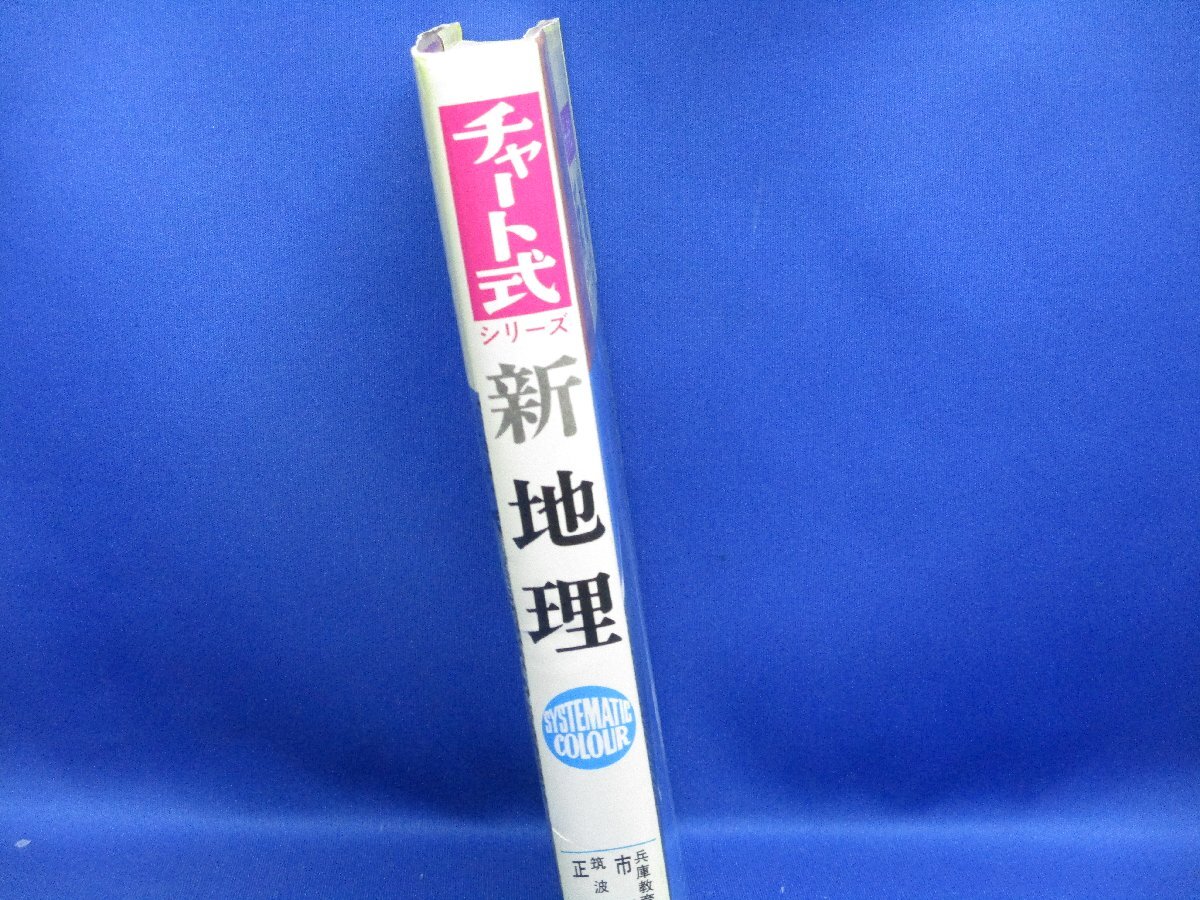 チャート式
シリーズ
新地理
SYSTEMATIC
COLOUR
兵庫教育
市
筑波
正